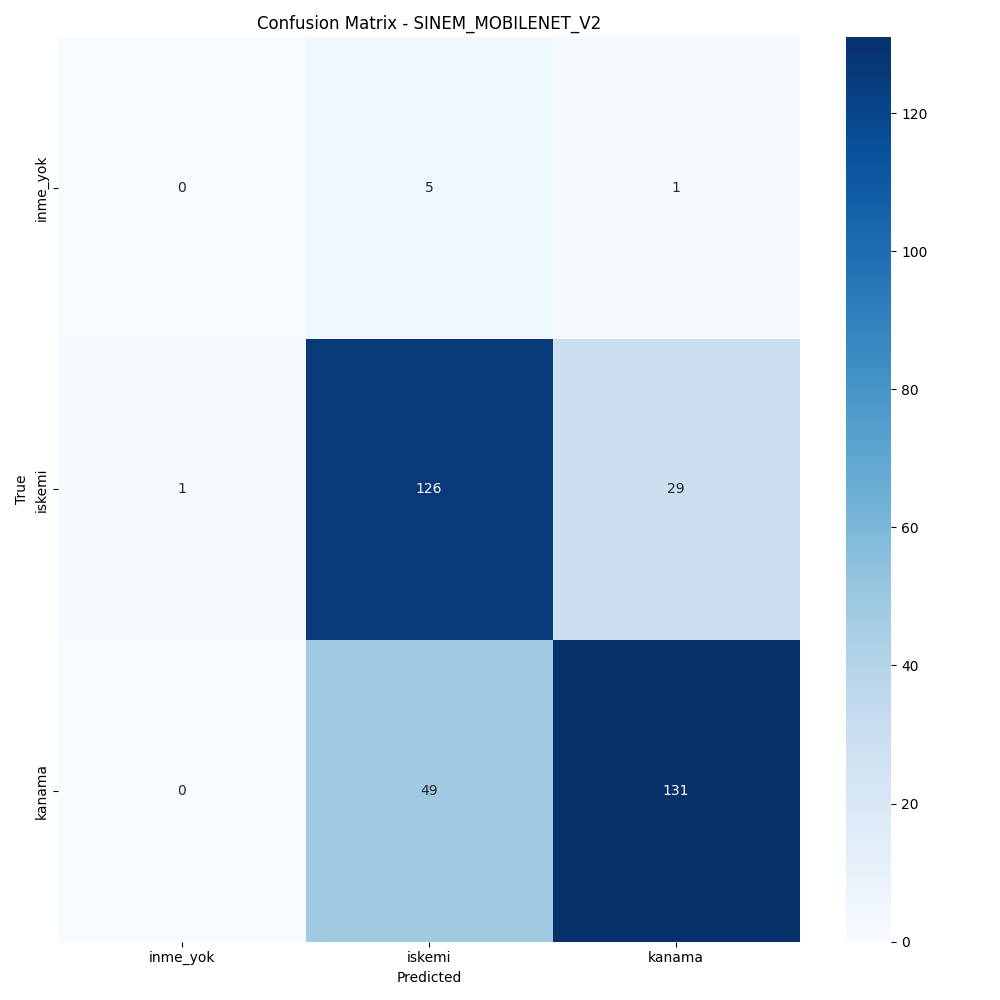 Confusion Matrix - SINEM_MOBILENET_V2
inme_yok
0 5 1
True
iskemi
1 126 29
kanama
0 49 131
inme_yok iskemi kanama
Predicted
120
100
80
60
40
20
0